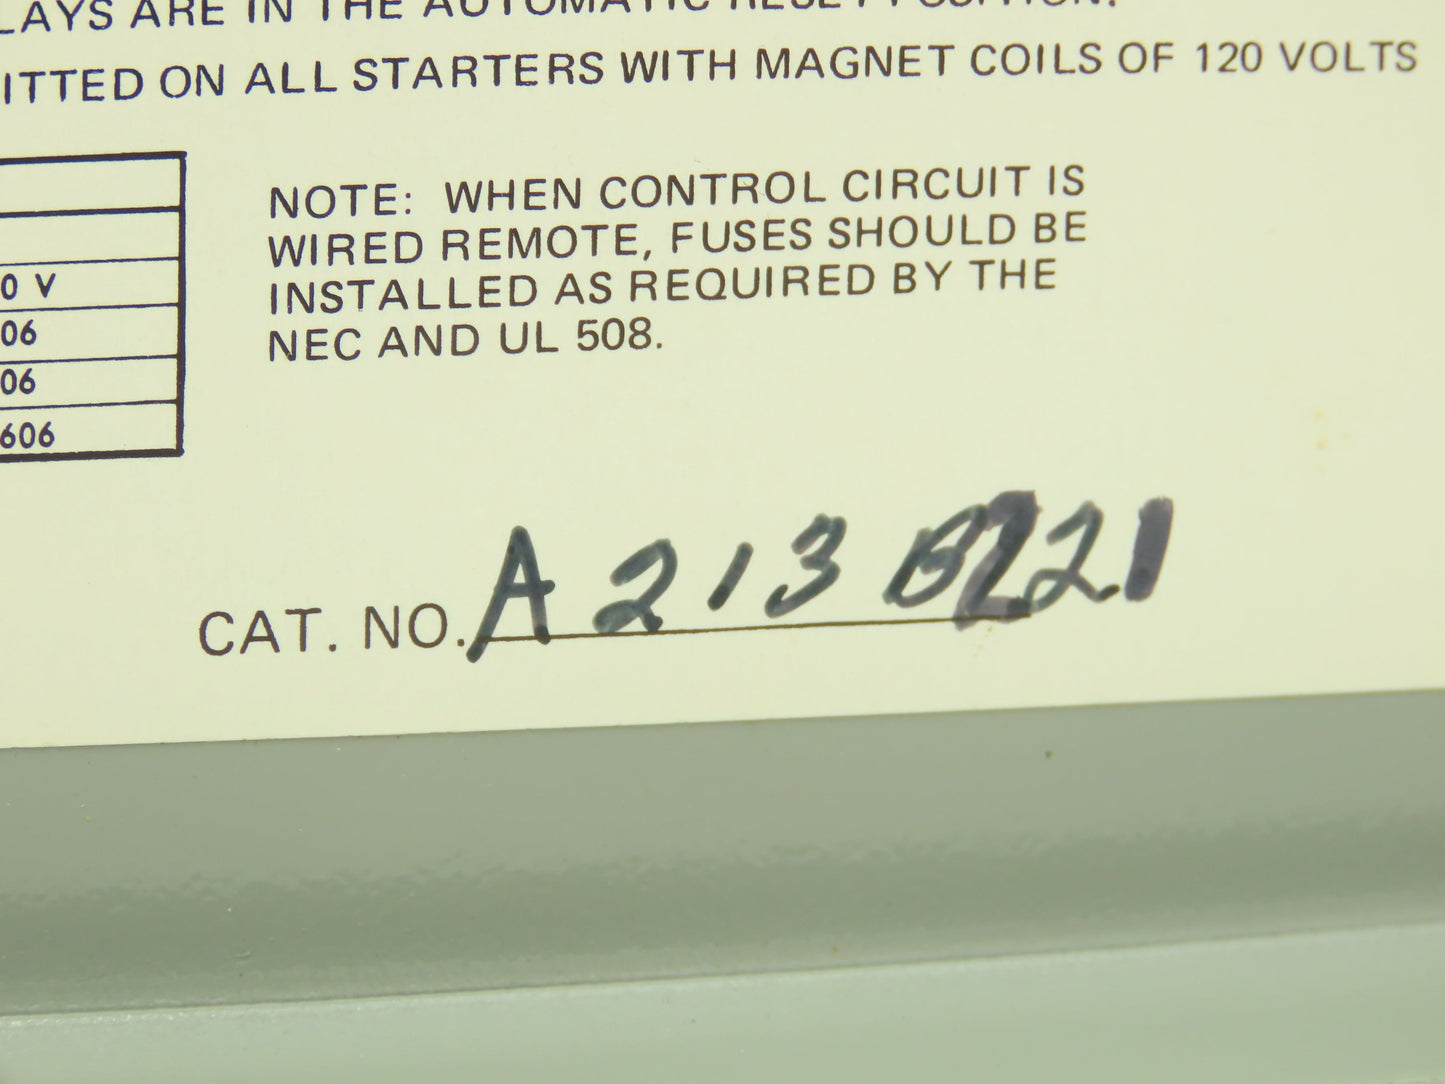 LAYS ARE IN THE AUTOMATIC RESET POSITION.
ITTED ON ALL STARTERS WITH MAGNET COILS OF 120 VOLTS
0 V
06
06
606
NOTE: WHEN CONTROL CIRCUIT IS
WIRED REMOTE, FUSES SHOULD BE
INSTALLED AS REQUIRED BY THE
NEC AND UL 508.
CAT. NO. A213